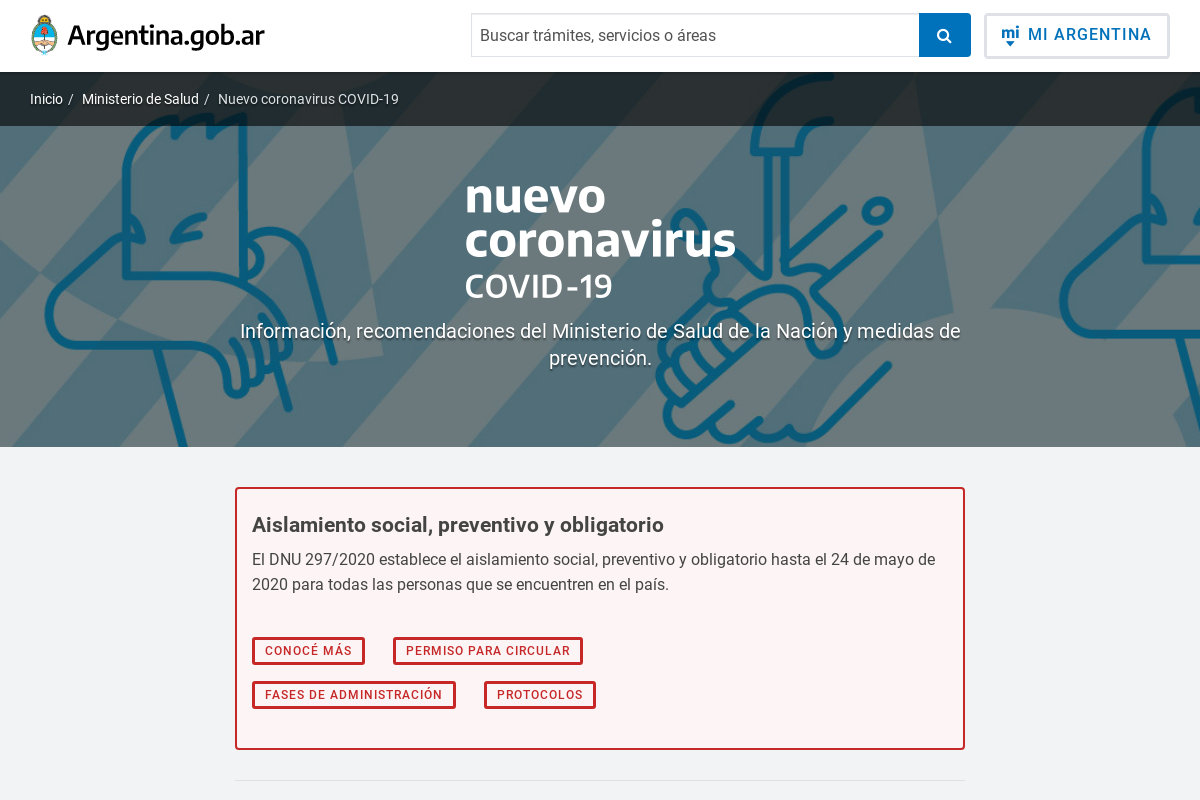 Argentina.gob.ar
Buscar trámites, servicios o áreas
mi MI ARGENTINA
Inicio / Ministerio de Salud / Nuevo coronavirus COVID-19
nuevo
coronavirus
COVID-19
Información, recomendaciones del Ministerio de Salud de la Nación y medidas de
prevención.
Aislamiento social, preventivo y obligatorio
El DNU 297/2020 establece el aislamiento social, preventivo y obligatorio hasta el 24 de mayo de
2020 para todas las personas que se encuentren en el país.
CONOCÉ MÁS PERMISO PARA CIRCULAR
FASES DE ADMINISTRACIÓN PROTOCOLOS